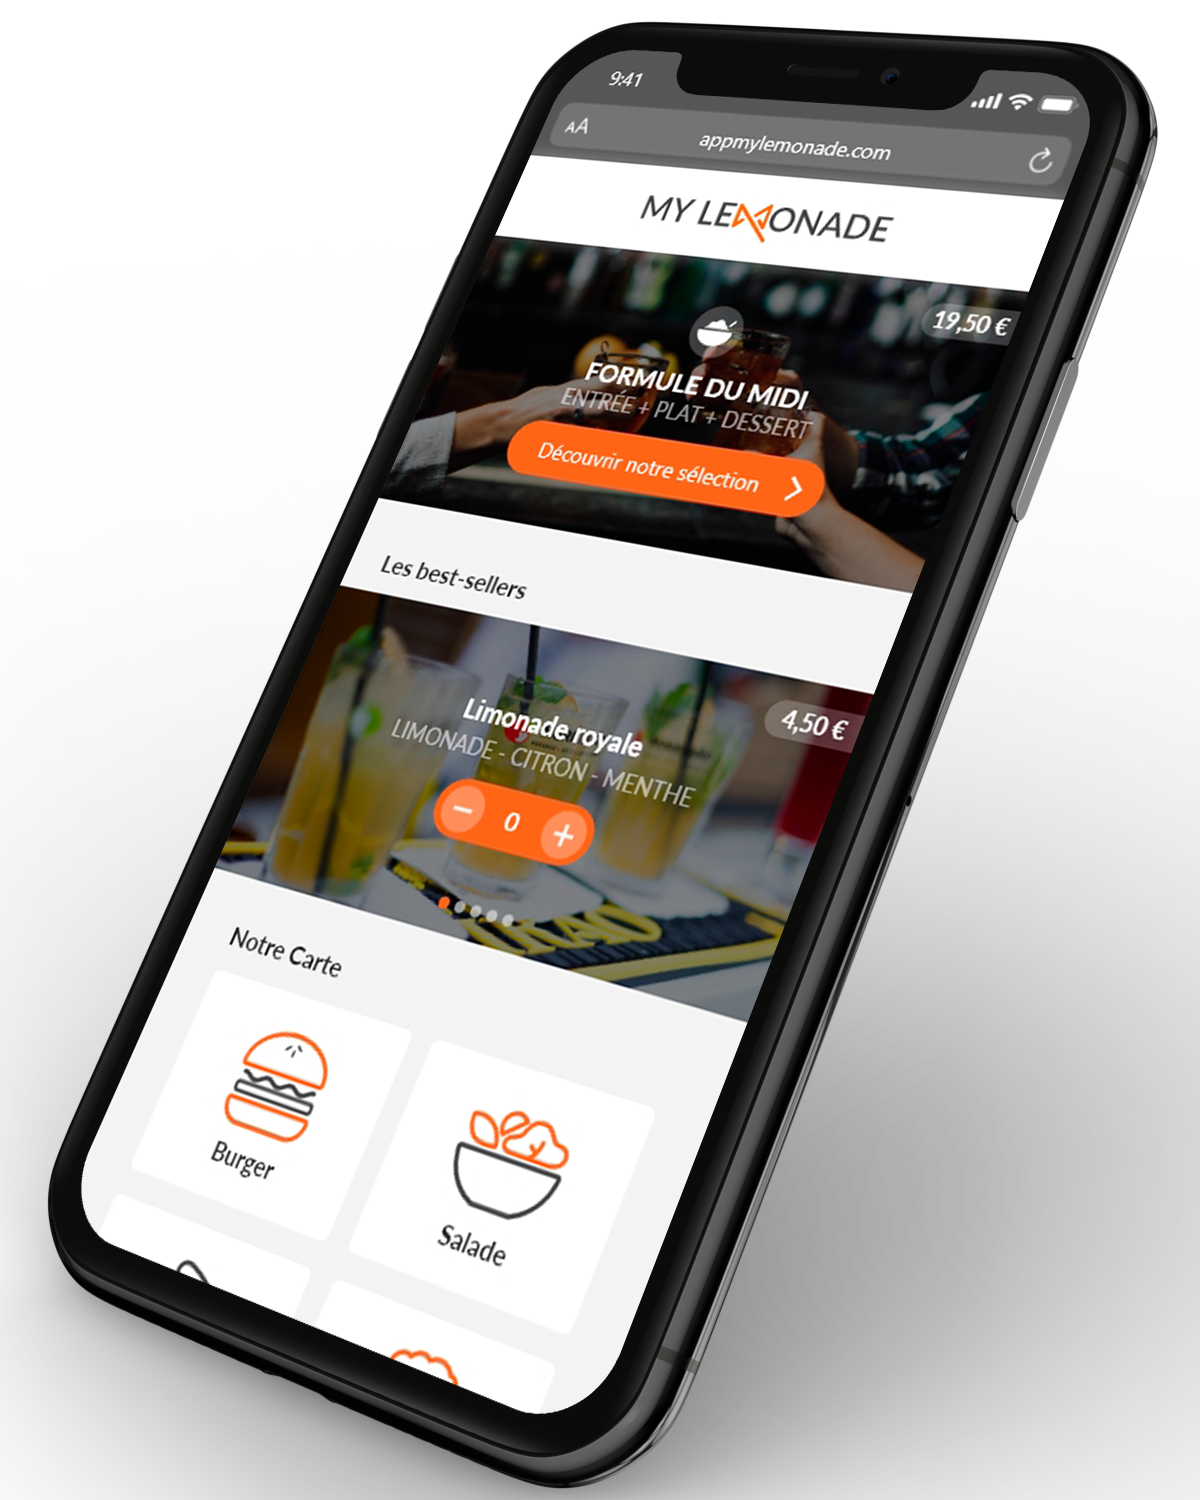 9:41
AA
appmylemonade.com
MY LEMONADE
19,50 €
FORMULE DU MIDI
ENTRÉE + PLAT + DESSERT
Découvrir notre sélection
Les best-sellers
4,50 €
Limonade royale
LIMONADE - CITRON - MENTHE
- 0 +
Notre Carte
Burger
Salade